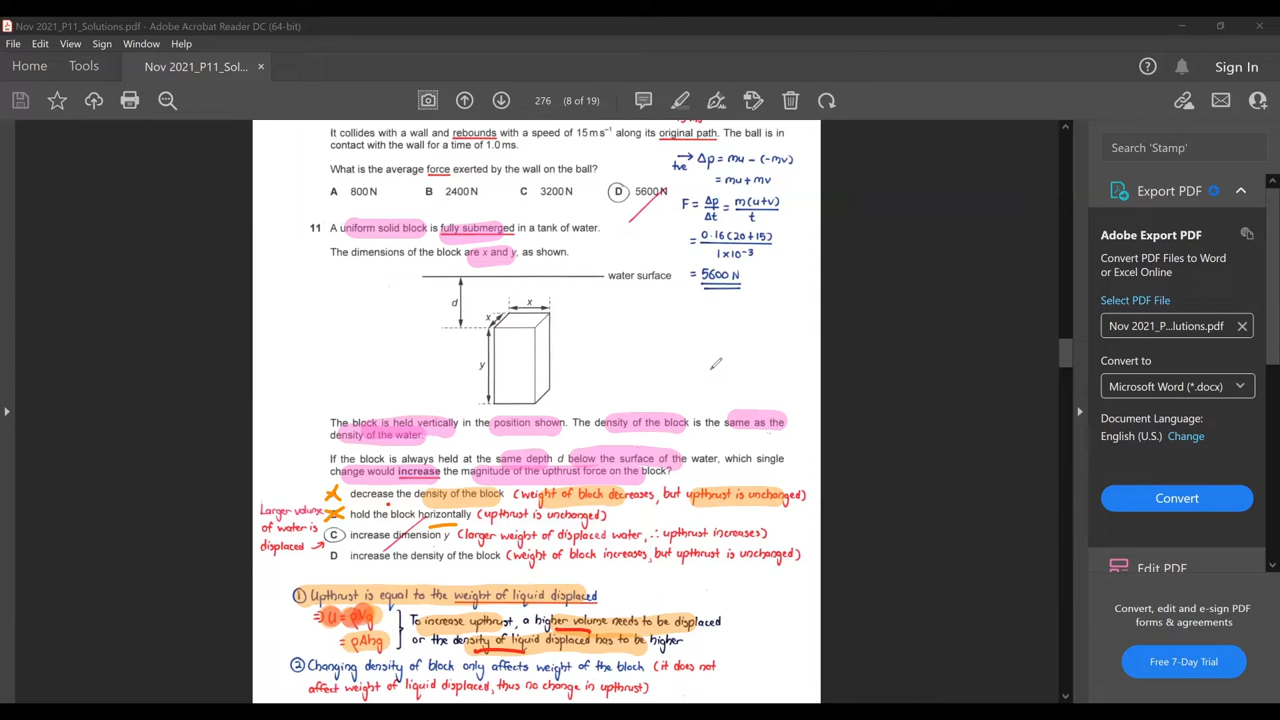 Nov 2021_P11_Solutions.pdf - Adobe Acrobat Reader DC (64-bit)
File Edit View Sign Window Help
Home Tools Nov 2021_P11_Sol... × Sign In
276 (8 of 19)
It collides with a wall and rebounds with a speed of 15 m s⁻¹ along its original path. The ball is in
contact with the wall for a time of 1.0 ms.
What is the average force exerted by the wall on the ball?
A 800 N B 2400 N C 3200 N D 5600 N
+ve → Δp = mu - (-mv)
= mu + mv
F = Δp/Δt = m(u+v)/t
= 0.16(20+15)/1×10⁻³
= 5600 N
11 A uniform solid block is fully submerged in a tank of water.
The dimensions of the block are x and y, as shown.
water surface
d
x
x
y
The block is held vertically in the position shown. The density of the block is the same as the
density of the water.
If the block is always held at the same depth d below the surface of the water, which single
change would increase the magnitude of the upthrust force on the block?
decrease the density of the block (weight of block decreases, but upthrust is unchanged)
hold the block horizontally (upthrust is unchanged)
C increase dimension y (larger weight of displaced water, ∴ upthrust increases)
D increase the density of the block (weight of block increases, but upthrust is unchanged)
Larger volume
of water is
displaced →
① Upthrust is equal to the weight of liquid displaced
⇒ U = ρVg
= ρAhg
} To increase upthrust, a higher volume needs to be displaced
or the density of liquid displaced has to be higher
② Changing density of block only affects weight of the block (it does not
affect weight of liquid displaced, thus no change in upthrust)
Search 'Stamp'
Export PDF
Adobe Export PDF
Convert PDF Files to Word
or Excel Online
Select PDF File
Nov 2021_P...lutions.pdf ×
Convert to
Microsoft Word (*.docx)
Document Language:
English (U.S.) Change
Convert
Edit PDF
Convert, edit and e-sign PDF
forms & agreements
Free 7-Day Trial